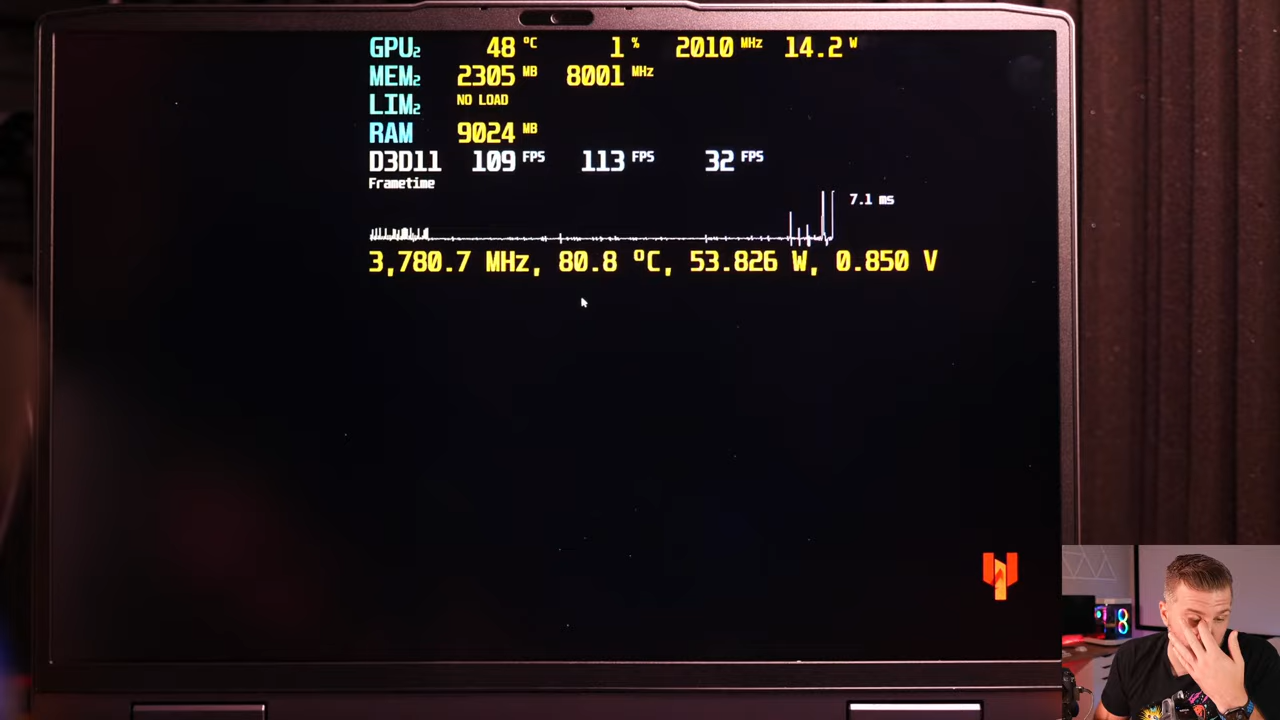 GPU₂ 48 °C 1 % 2010 MHz 14.2 W
MEM₂ 2305 MB 8001 MHz
LIM₂ NO LOAD
RAM 9024 MB
D3D11 109 FPS 113 FPS 32 FPS
Frametime
7.1 ms
3,780.7 MHz, 80.8 ºC, 53.826 W, 0.850 V